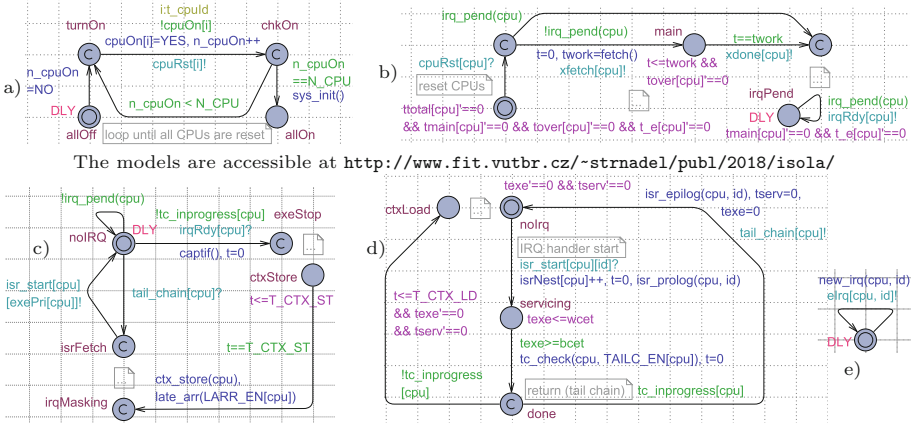 a)
i:t_cpuId
!cpuOn[i]
turnOn
chkOn
cpuOn[i]=YES, n_cpuOn++
cpuRst[i]!
n_cpuOn
=NO
n_cpuOn
==N_CPU
sys_init()
n_cpuOn < N_CPU
DLY
allOff
loop until all CPUs are reset
allOn
b)
irq_pend(cpu)
!irq_pend(cpu)
main
t==twork
xdone[cpu]!
t=0, twork=fetch()
xfetch[cpu]!
cpuRst[cpu]?
t<=twork &&
tover[cpu]'==0
reset CPUs
...
...
irqPend
DLY
irq_pend(cpu)
irqRdy[cpu]!
ttotal[cpu]'==0
&& tmain[cpu]'==0 && tover[cpu]'==0 && t_e[cpu]'==0
tmain[cpu]'==0 && t_e[cpu]'==0
The models are accessible at http://www.fit.vutbr.cz/~strnadel/publ/2018/isola/
c)
!irq_pend(cpu)
!tc_inprogress[cpu]
irqRdy[cpu]?
exeStop
noIRQ
DLY
captif(), t=0
...
ctxStore
t<=T_CTX_ST
isr_start[cpu]
[exePri[cpu]]!
tail_chain[cpu]?
t==T_CTX_ST
isrFetch
...
ctx_store(cpu),
late_arr(LARR_EN[cpu])
irqMasking
d)
texe'==0 && tserv'==0
isr_epilog(cpu, id), tserv=0,
texe=0
ctxLoad
...
noIrq
tail_chain[cpu]!
IRQ handler start
isr_start[cpu][id]?
isrNest[cpu]++, t=0, isr_prolog(cpu, id)
t<=T_CTX_LD
&& texe'==0
&& tserv'==0
servicing
texe<=wcet
texe>=bcet
tc_check(cpu, TAILC_EN[cpu]), t=0
!tc_inprogress
[cpu]
return (tail chain)
tc_inprogress[cpu]
done
new_irq(cpu, id)
eIrq[cpu, id]!
DLY
e)